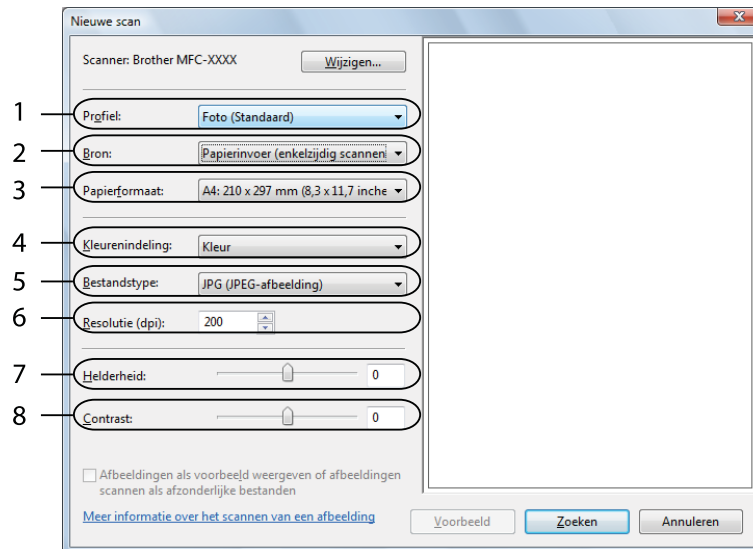 Nieuwe scan
Scanner: Brother MFC-XXXX
Wijzigen...
1 Profiel: Foto (Standaard)
2 Bron: Papierinvoer (enkelzijdig scannen
3 Papierformaat: A4: 210 x 297 mm (8,3 x 11,7 inche
4 Kleurenindeling: Kleur
5 Bestandstype: JPG (JPEG-afbeelding)
6 Resolutie (dpi): 200
7 Helderheid: 0
8 Contrast: 0
Afbeeldingen als voorbeeld weergeven of afbeeldingen
scannen als afzonderlijke bestanden
Meer informatie over het scannen van een afbeelding
Voorbeeld
Zoeken
Annuleren